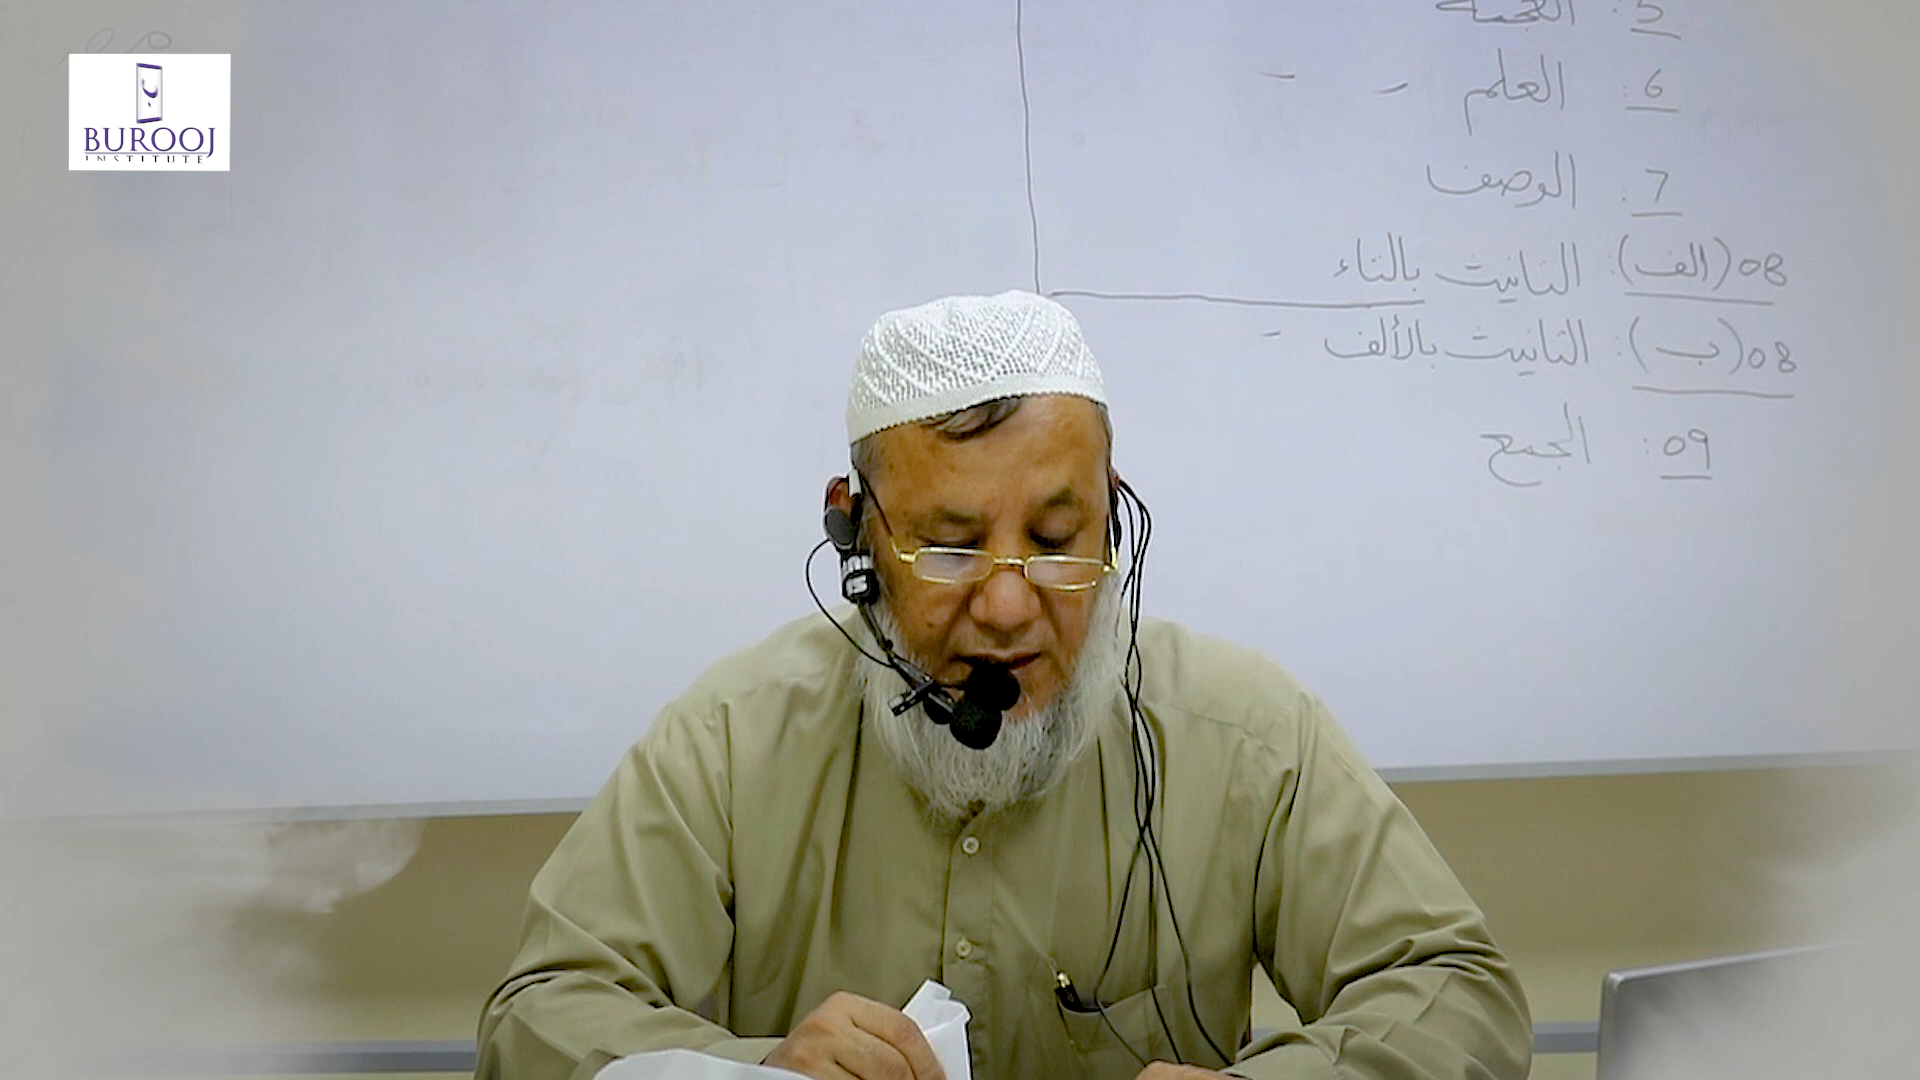 BUROOJ
INSTITUTE
5 : العجمة
6 : العلم - -
7 . الوصف
08 (الف) : التانيث بالتاء
08 (ب) : التانيث بالألف -
09 : الجمع